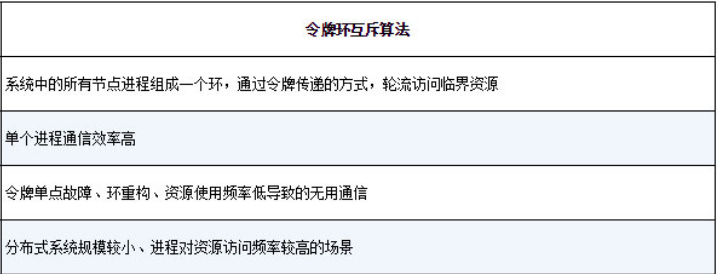 令牌环互斥算法
系统中的所有节点进程组成一个环，通过令牌传递的方式，轮流访问临界资源
单个进程通信效率高
令牌单点故障、环重构、资源使用频率低导致的无用通信
分布式系统规模较小、进程对资源访问频率较高的场景